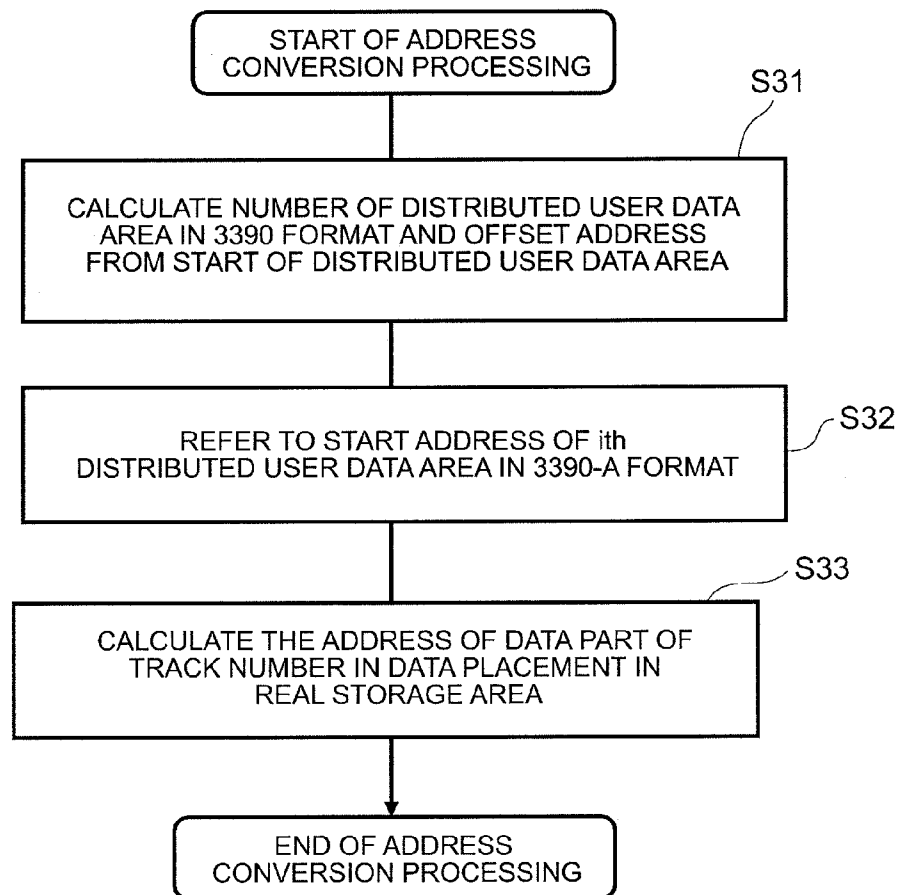 START OF ADDRESS
CONVERSION PROCESSING
S31
CALCULATE NUMBER OF DISTRIBUTED USER DATA
AREA IN 3390 FORMAT AND OFFSET ADDRESS
FROM START OF DISTRIBUTED USER DATA AREA
S32
REFER TO START ADDRESS OF ith
DISTRIBUTED USER DATA AREA IN 3390-A FORMAT
S33
CALCULATE THE ADDRESS OF DATA PART OF
TRACK NUMBER IN DATA PLACEMENT IN
REAL STORAGE AREA
END OF ADDRESS
CONVERSION PROCESSING